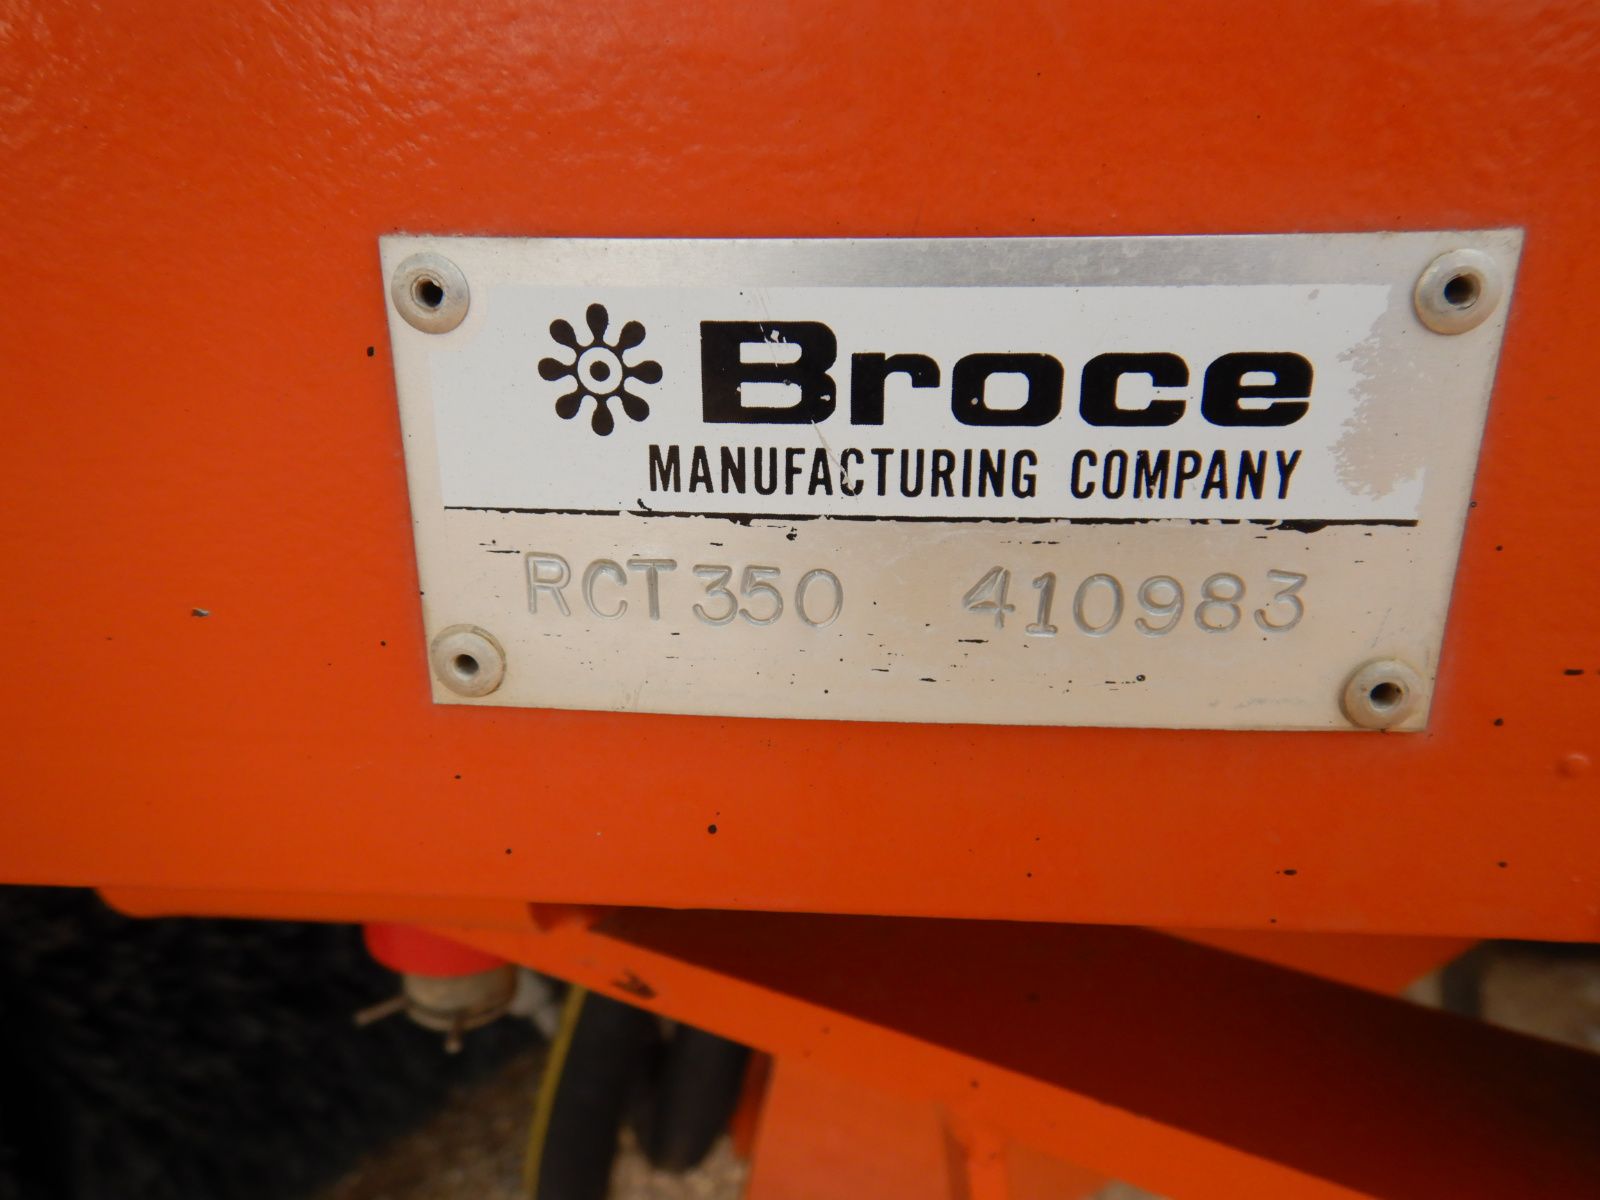 Broce
MANUFACTURING COMPANY
RCT350 410983